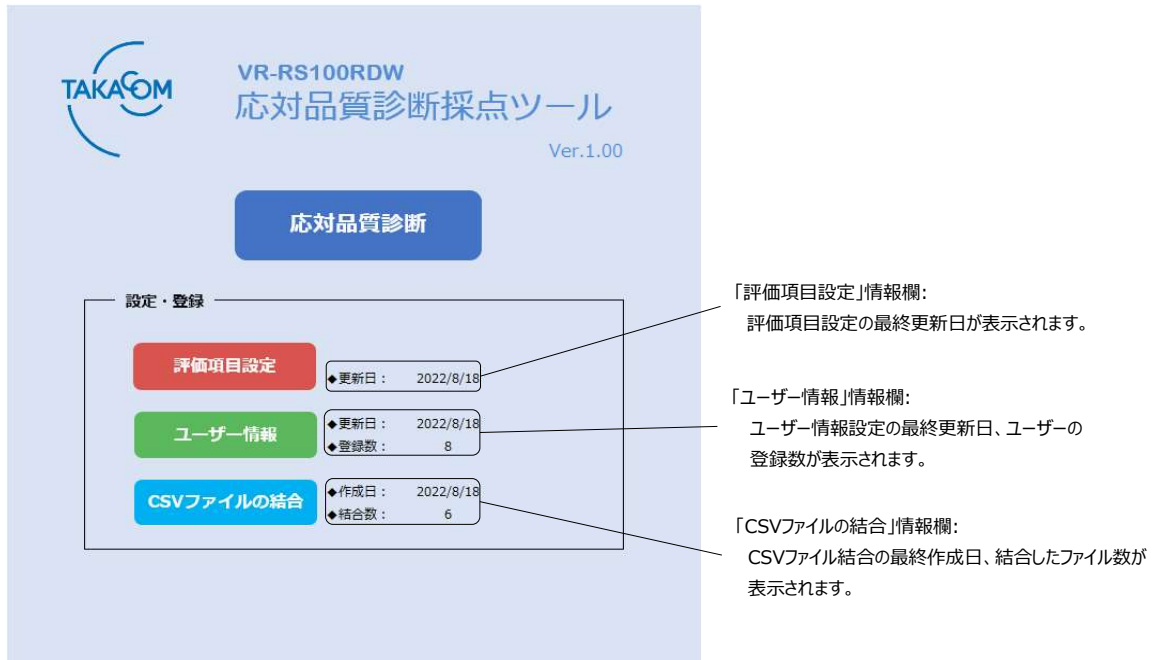 TAKACOM
VR-RS100RDW
応対品質診断採点ツール
Ver.1.00
応対品質診断
設定・登録
評価項目設定
◆更新日： 2022/8/18
ユーザー情報
◆更新日： 2022/8/18
◆登録数： 8
CSVファイルの結合
◆作成日： 2022/8/18
◆結合数： 6
「評価項目設定」情報欄:
評価項目設定の最終更新日が表示されます。
「ユーザー情報」情報欄:
ユーザー情報設定の最終更新日、ユーザーの
登録数が表示されます。
「CSVファイルの結合」情報欄:
CSVファイル結合の最終作成日、結合したファイル数が
表示されます。